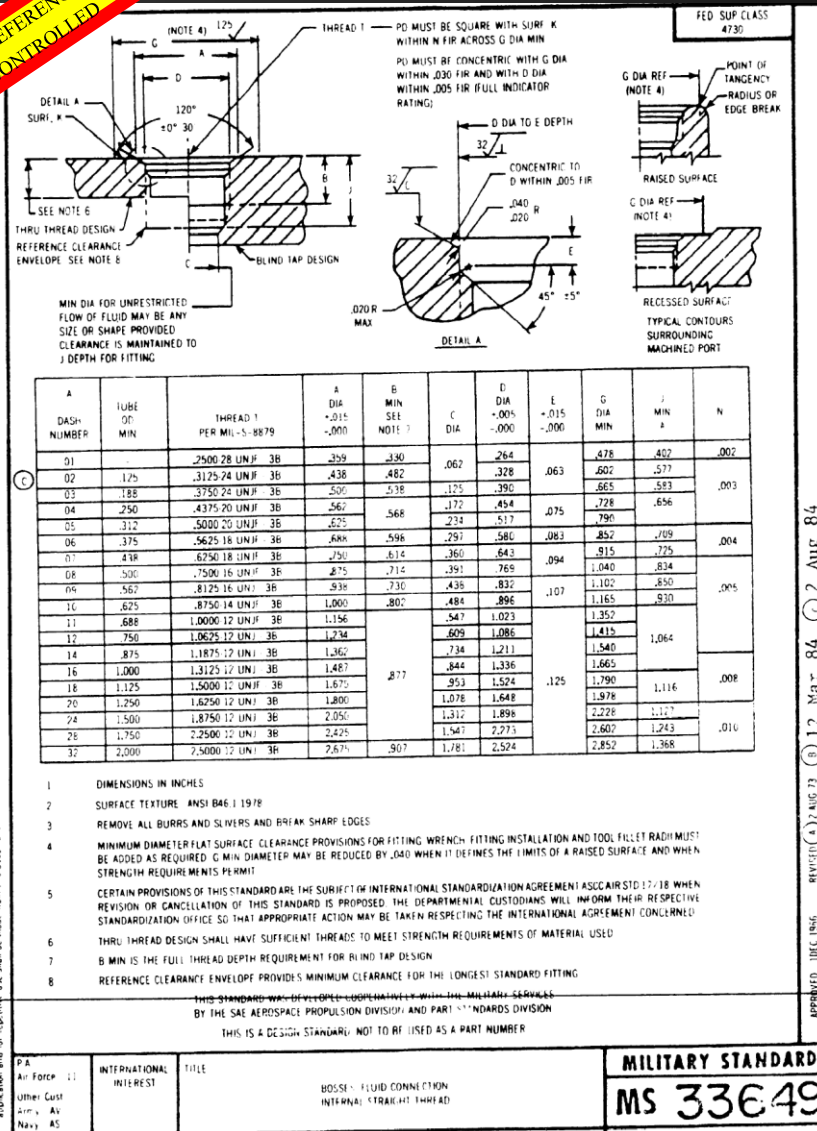 REFERENCE
CONTROLLED
FED SUP CLASS
4730
(NOTE 4) 125
G
A
D
THREAD T
PD MUST BE SQUARE WITH SURF K
WITHIN N FIR ACROSS G DIA MIN
PD MUST BE CONCENTRIC WITH G DIA
WITHIN .030 FIR AND WITH D DIA
WITHIN .005 FIR (FULL INDICATOR
RATING)
DETAIL A
SURF. K
120°
±0° 30
B
J
SEE NOTE 6
THRU THREAD DESIGN
REFERENCE CLEARANCE
ENVELOPE SEE NOTE 8
C
BLIND TAP DESIGN
MIN DIA FOR UNRESTRICTED
FLOW OF FLUID MAY BE ANY
SIZE OR SHAPE PROVIDED
CLEARANCE IS MAINTAINED TO
J DEPTH FOR FITTING
D DIA TO E DEPTH
32
32
CONCENTRIC TO
D WITHIN .005 FIR
.040
.020 R
E
.020 R
MAX
45° ±5°
DETAIL A
G DIA REF
(NOTE 4)
POINT OF
TANGENCY
RADIUS OR
EDGE BREAK
RAISED SURFACE
G DIA REF
(NOTE 4)
RECESSED SURFACE
TYPICAL CONTOURS
SURROUNDING
MACHINED PORT
A DASH NUMBER TUBE OD MIN THREAD T PER MIL-S-8879 A DIA +.015 -.000 B MIN SEE NOTE 7 C DIA D DIA +.005 -.000 E +.015 -.000 G DIA MIN J MIN N
01 - .2500-28 UNJF 3B .359 .330 .062 .264 .063 .478 .402 .002
02 .125 .3125-24 UNJF 3B .438 .482 .328 .602 .577 .003
03 .188 .3750 24 UNJF 3B .500 .538 .125 .390 .665 .583
04 .250 .4375-20 UNJF 3B .562 .568 .172 .454 .075 .728 .656
05 .312 .5000 20 UNJF 3B .625 .234 .517 .790
06 .375 .5625 18 UNJF 3B .688 .598 .297 .580 .083 .852 .709 .004
07 .438 .6250 18 UNJF 3B .750 .614 .360 .643 .094 .915 .725
08 .500 .7500 16 UNJF 3B .875 .714 .391 .769 1.040 .834 .005
09 .562 .8125 16 UNJ 3B .938 .730 .438 .832 .107 1.102 .850
10 .625 .8750 14 UNJF 3B 1.000 .802 .484 .896 1.165 .930
11 .688 1.0000 12 UNJF 3B 1.156 .877 .547 1.023 .125 1.352 1.064
12 .750 1.0625 12 UNJ 3B 1.234 .609 1.086 1.415
14 .875 1.1875 12 UNJ 3B 1.362 .734 1.211 1.540 .008
16 1.000 1.3125 12 UNJ 3B 1.487 .844 1.336 1.665
18 1.125 1.5000 12 UNJF 3B 1.675 .953 1.524 1.790 1.116
20 1.250 1.6250 12 UNJ 3B 1.800 1.078 1.648 1.978
24 1.500 1.8750 12 UNJ 3B 2.050 1.312 1.898 2.228 1.127 .010
28 1.750 2.2500 12 UNJ 3B 2.425 1.547 2.273 2.602 1.243
32 2.000 2.5000 12 UNJ 3B 2.675 .907 1.781 2.524 2.852 1.368
C
1 DIMENSIONS IN INCHES
2 SURFACE TEXTURE ANSI B46.1 1978
3 REMOVE ALL BURRS AND SLIVERS AND BREAK SHARP EDGES
4 MINIMUM DIAMETER FLAT SURFACE CLEARANCE PROVISIONS FOR FITTING WRENCH FITTING INSTALLATION AND TOOL FILLET RADII MUST
BE ADDED AS REQUIRED G MIN DIAMETER MAY BE REDUCED BY .040 WHEN IT DEFINES THE LIMITS OF A RAISED SURFACE AND WHEN
STRENGTH REQUIREMENTS PERMIT
5 CERTAIN PROVISIONS OF THIS STANDARD ARE THE SUBJECT OF INTERNATIONAL STANDARDIZATION AGREEMENT ASCC AIR STD 17/18 WHEN
REVISION OR CANCELLATION OF THIS STANDARD IS PROPOSED THE DEPARTMENTAL CUSTODIANS WILL INFORM THEIR RESPECTIVE
STANDARDIZATION OFFICE SO THAT APPROPRIATE ACTION MAY BE TAKEN RESPECTING THE INTERNATIONAL AGREEMENT CONCERNED
6 THRU THREAD DESIGN SHALL HAVE SUFFICIENT THREADS TO MEET STRENGTH REQUIREMENTS OF MATERIAL USED
7 B MIN IS THE FULL THREAD DEPTH REQUIREMENT FOR BLIND TAP DESIGN
8 REFERENCE CLEARANCE ENVELOPE PROVIDES MINIMUM CLEARANCE FOR THE LONGEST STANDARD FITTING
THIS STANDARD WAS DEVELOPED COOPERATIVELY WITH THE MILITARY SERVICES
BY THE SAE AEROSPACE PROPULSION DIVISION AND PART STANDARDS DIVISION
THIS IS A DESIGN STANDARD NOT TO BE USED AS A PART NUMBER
APPROVED 1 DEC 1966 REVISED (A) 2 AUG 73 (B) 12 Mar 84 (C) 2 Aug 84
P A
Air Force 11
Other Cust
Army AV
Navy AS
INTERNATIONAL
INTEREST
TITLE
BOSSES FLUID CONNECTION
INTERNAL STRAIGHT THREAD
MILITARY STANDARD
MS 33649